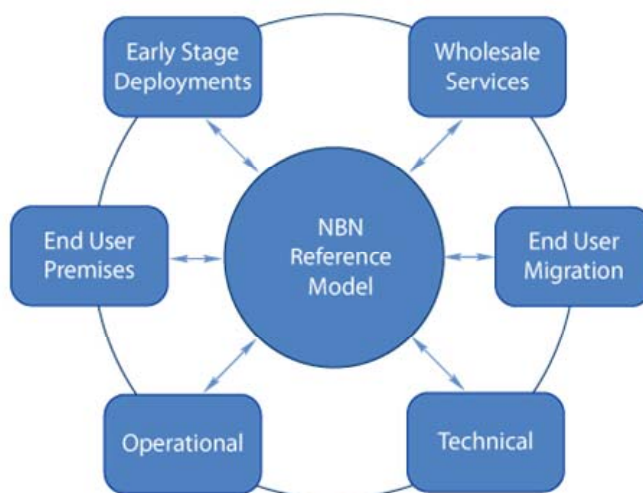 Early Stage
Deployments
Wholesale
Services
End User
Premises
NBN
Reference
Model
End User
Migration
Operational
Technical